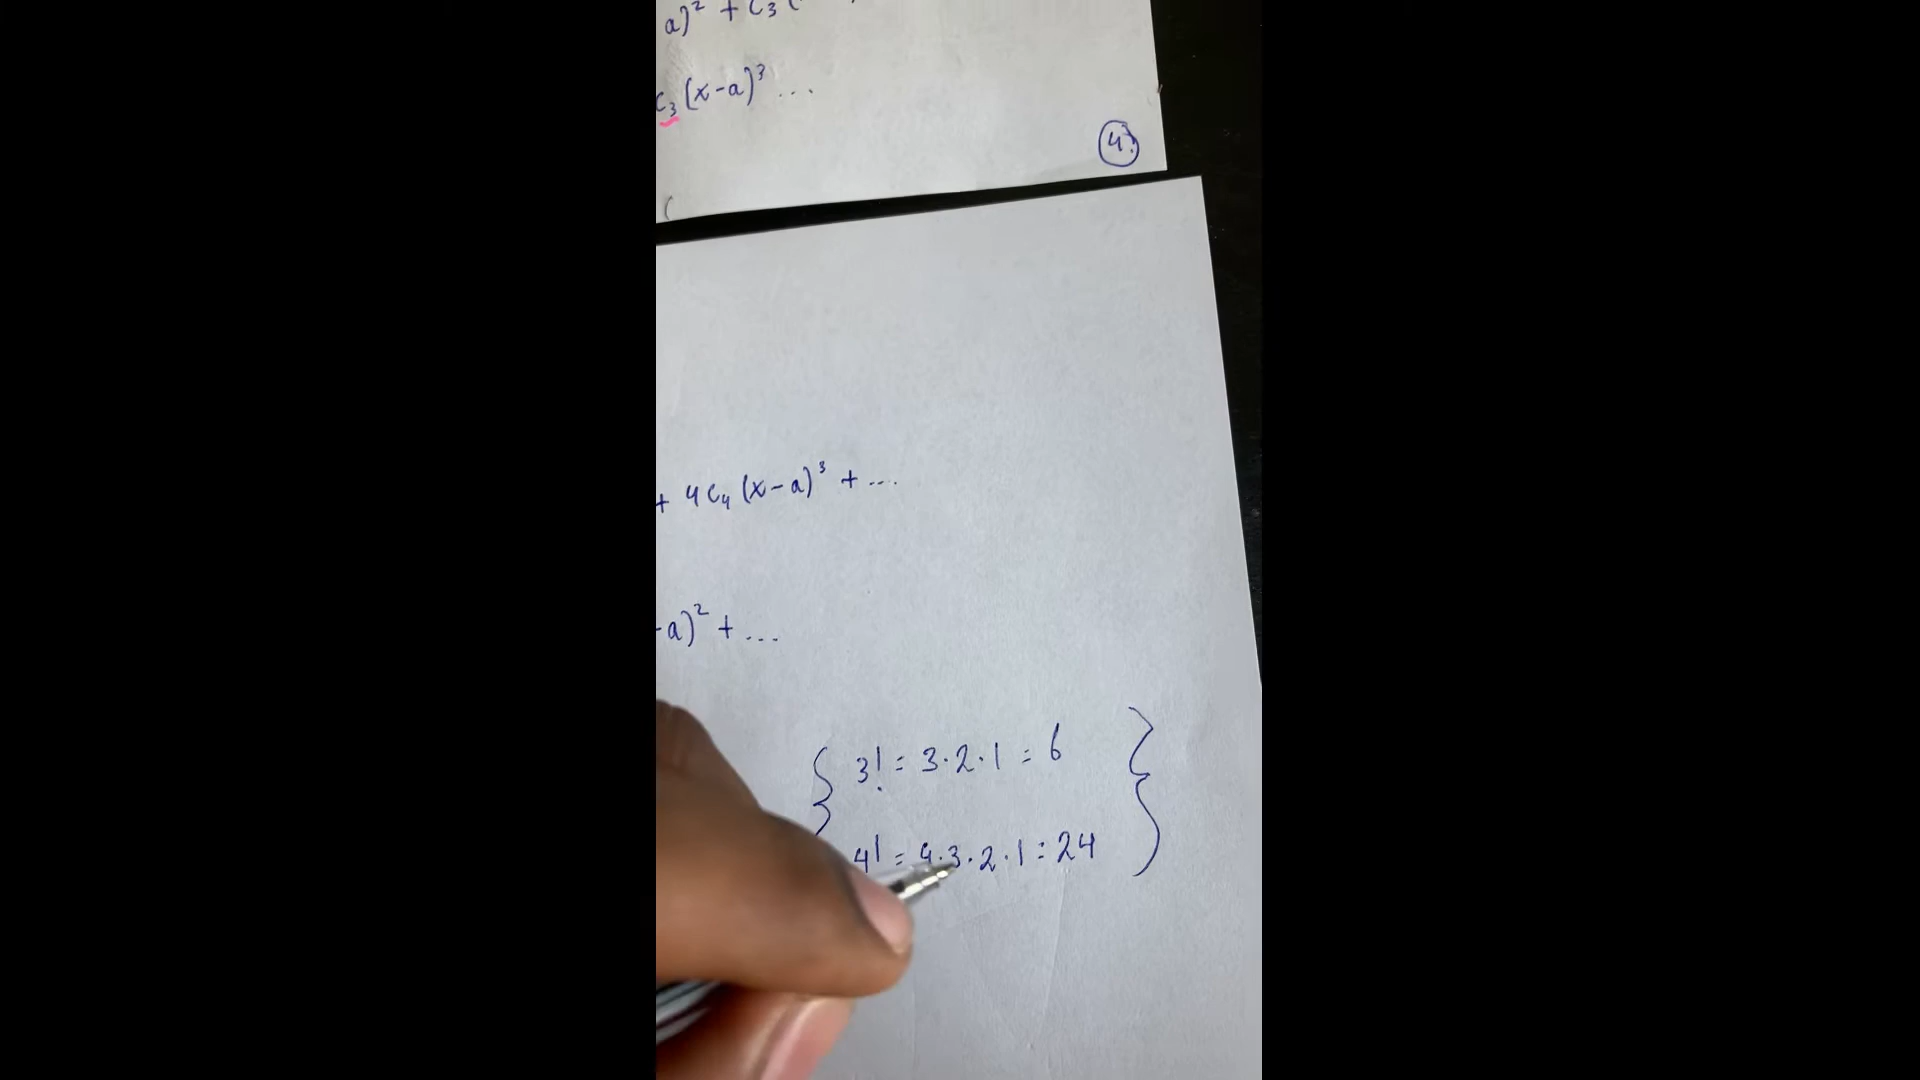 a)² + C₃(
C₃(x-a)³ ...
4?
+ 4C₄(x-a)³ + ...
-a)² + ...
{ 3! = 3·2·1 = 6 }
4! = 4·3·2·1 = 24